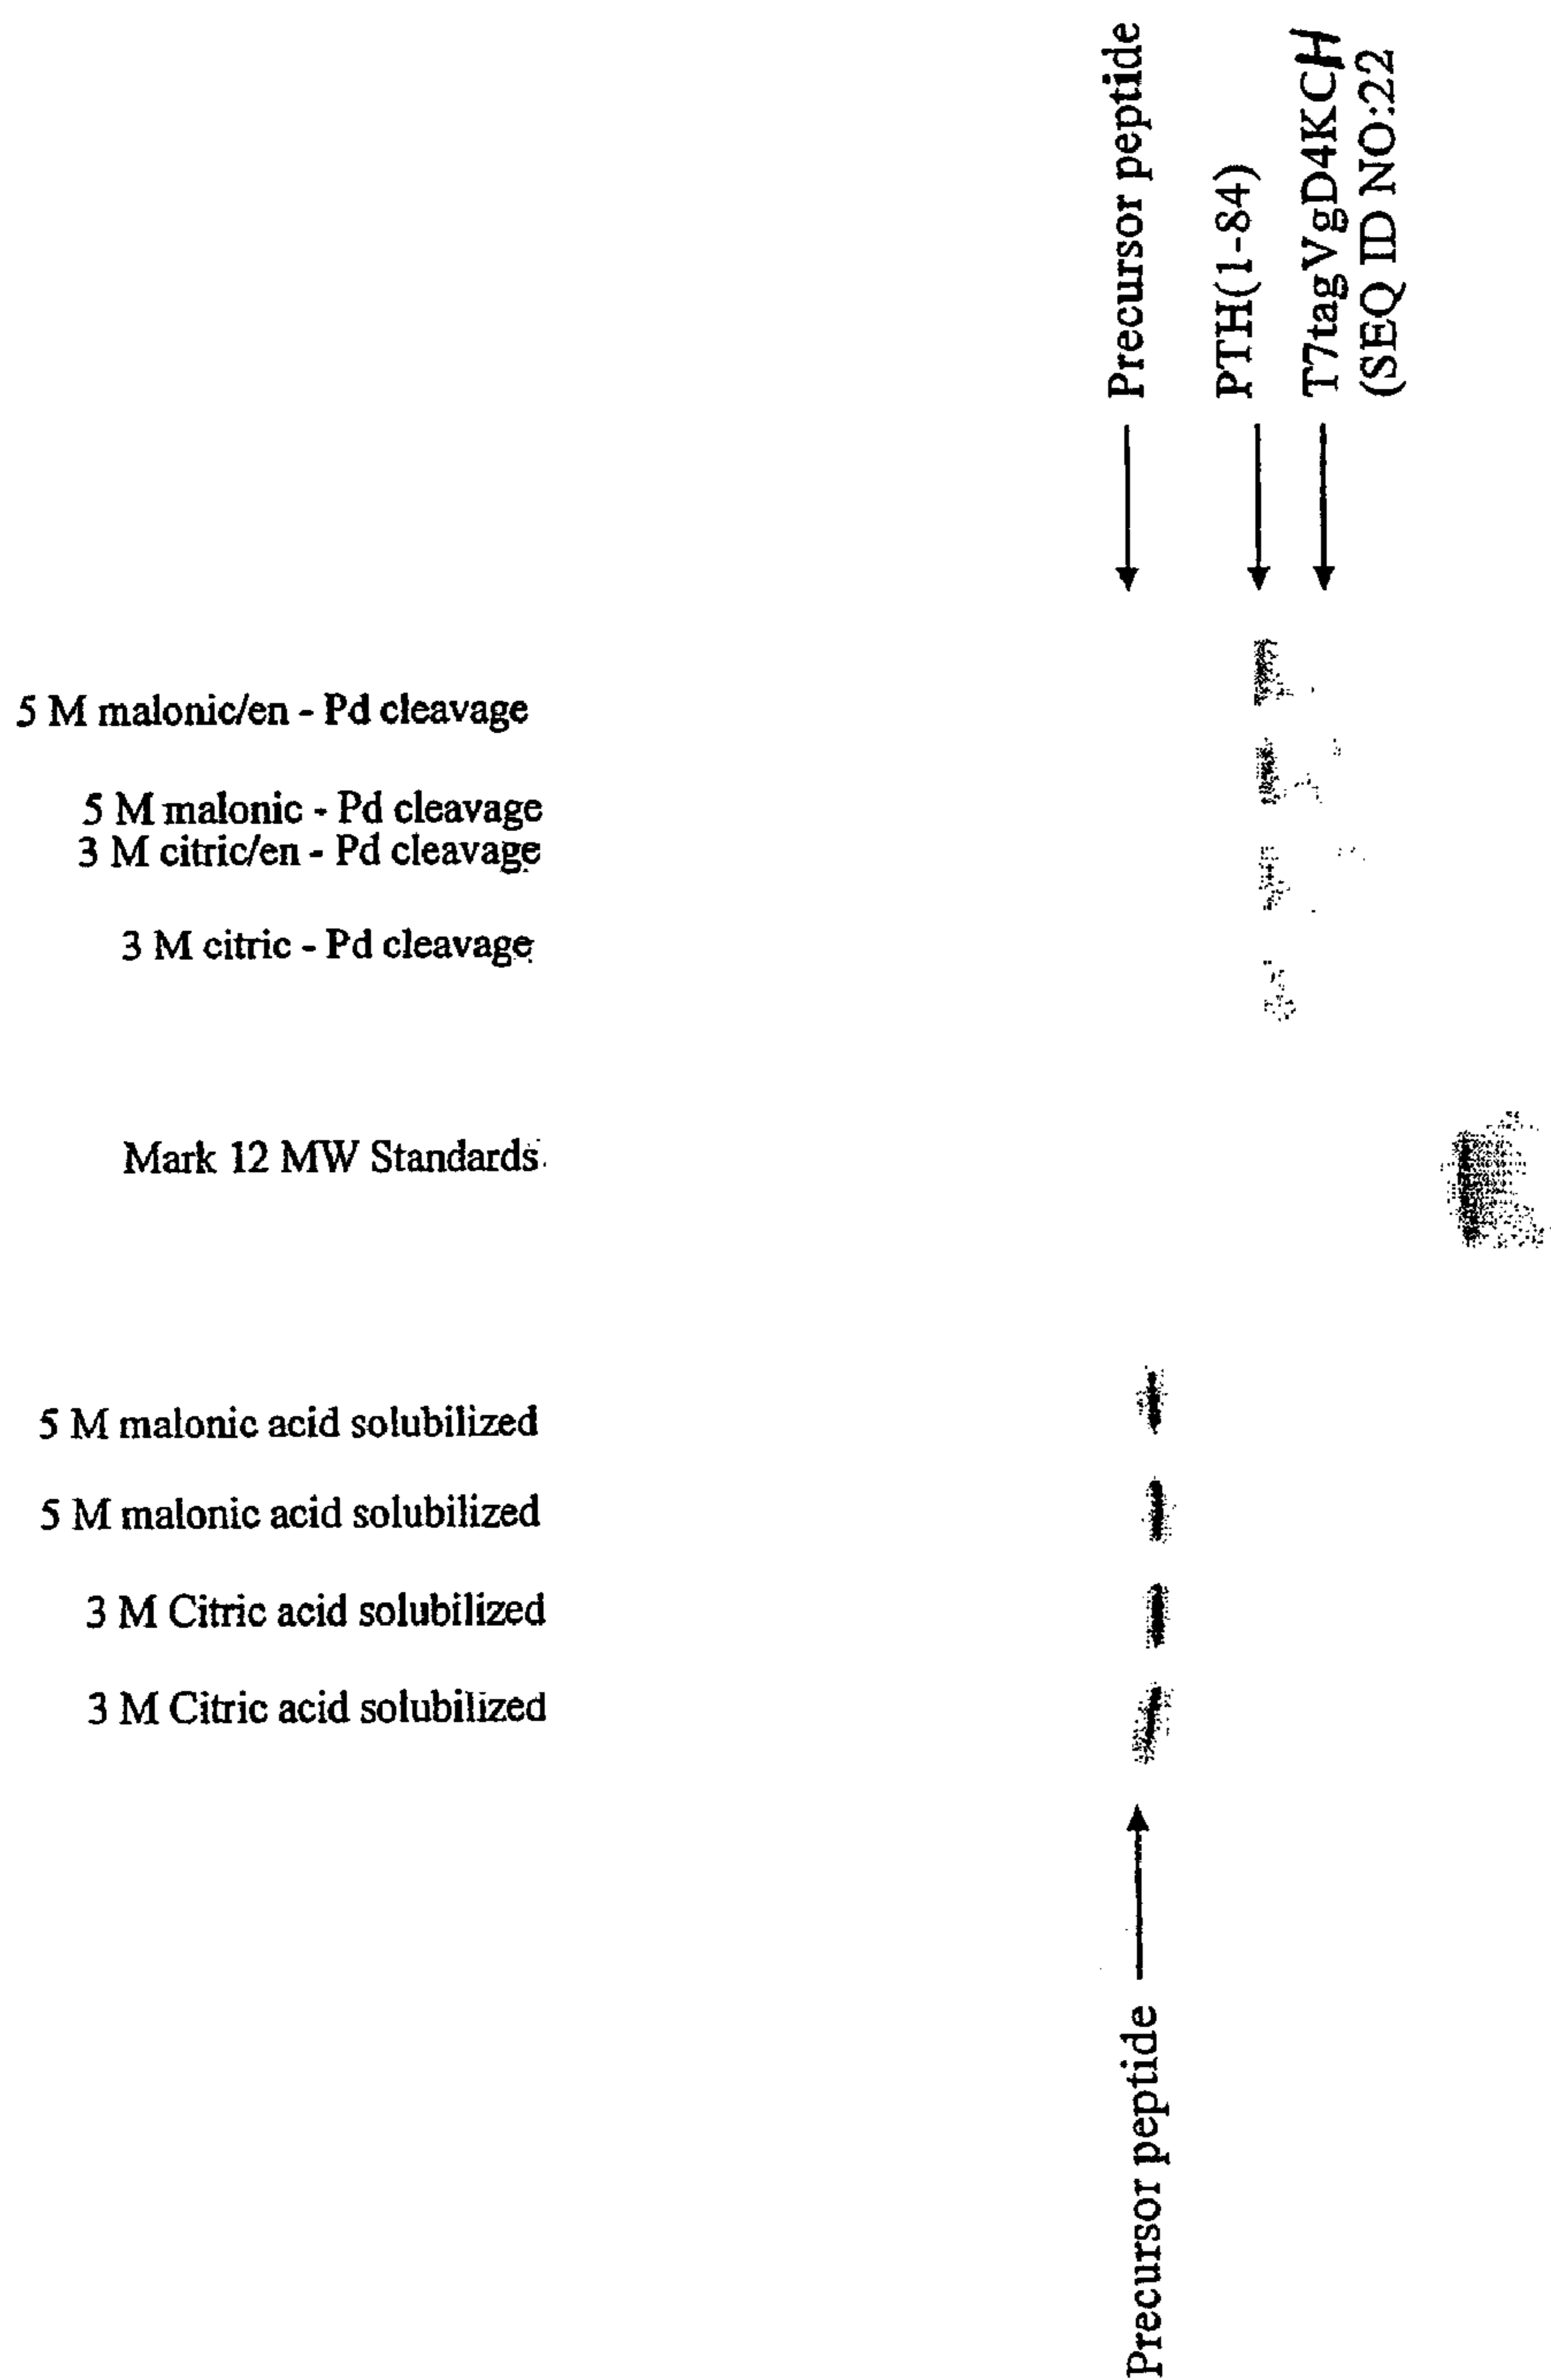 Precursor peptide
PTH(1-84)
T7tagVgD4KCH
(SEQ ID NO:22
5 M malonic/en - Pd cleavage
5 M malonic - Pd cleavage
3 M citric/en - Pd cleavage
3 M citric - Pd cleavage
Mark 12 MW Standards
5 M malonic acid solubilized
5 M malonic acid solubilized
3 M Citric acid solubilized
3 M Citric acid solubilized
Precursor peptide